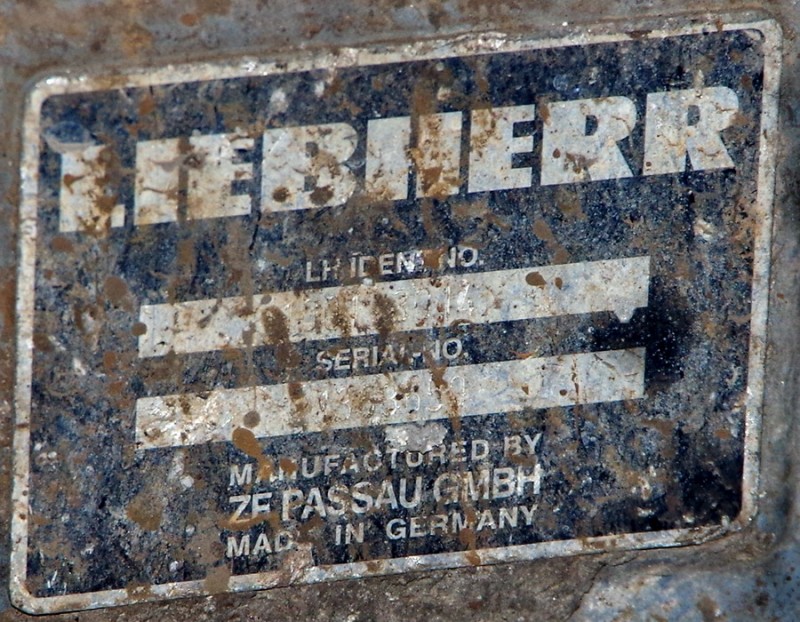 LIEBHERR
LH IDENT NO.
SERIAL-NO.
MANUFACTURED BY
ZF PASSAU GMBH
MADE IN GERMANY